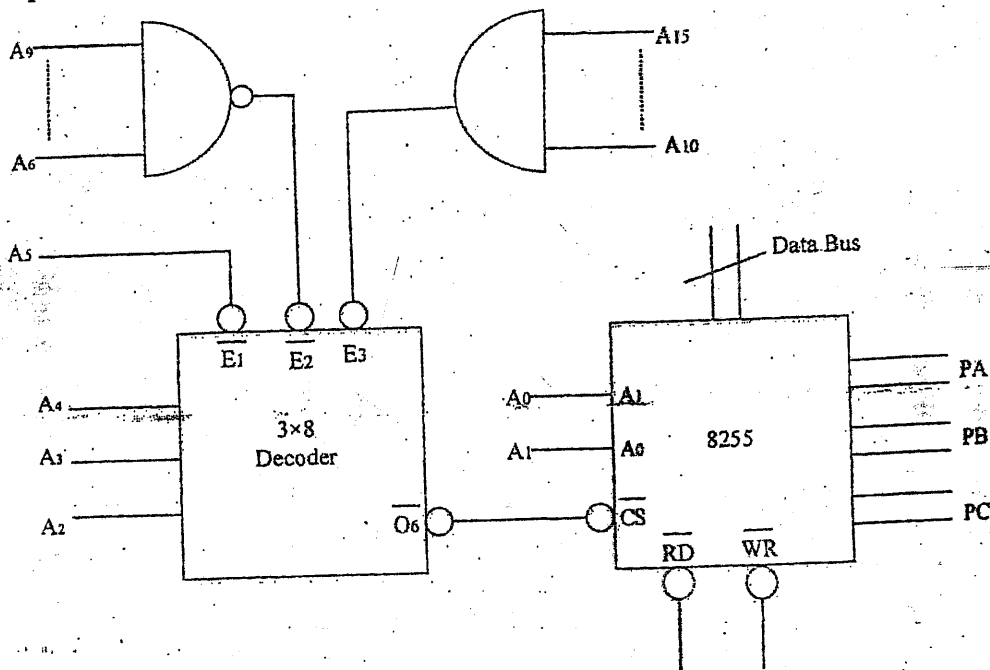 A9
A15
A6
A10
A5
Data Bus
E1
E2
E3
A4
A3
A2
3×8
Decoder
O6
A0
A1
A1
A0
8255
CS
RD
WR
PA
PB
PC